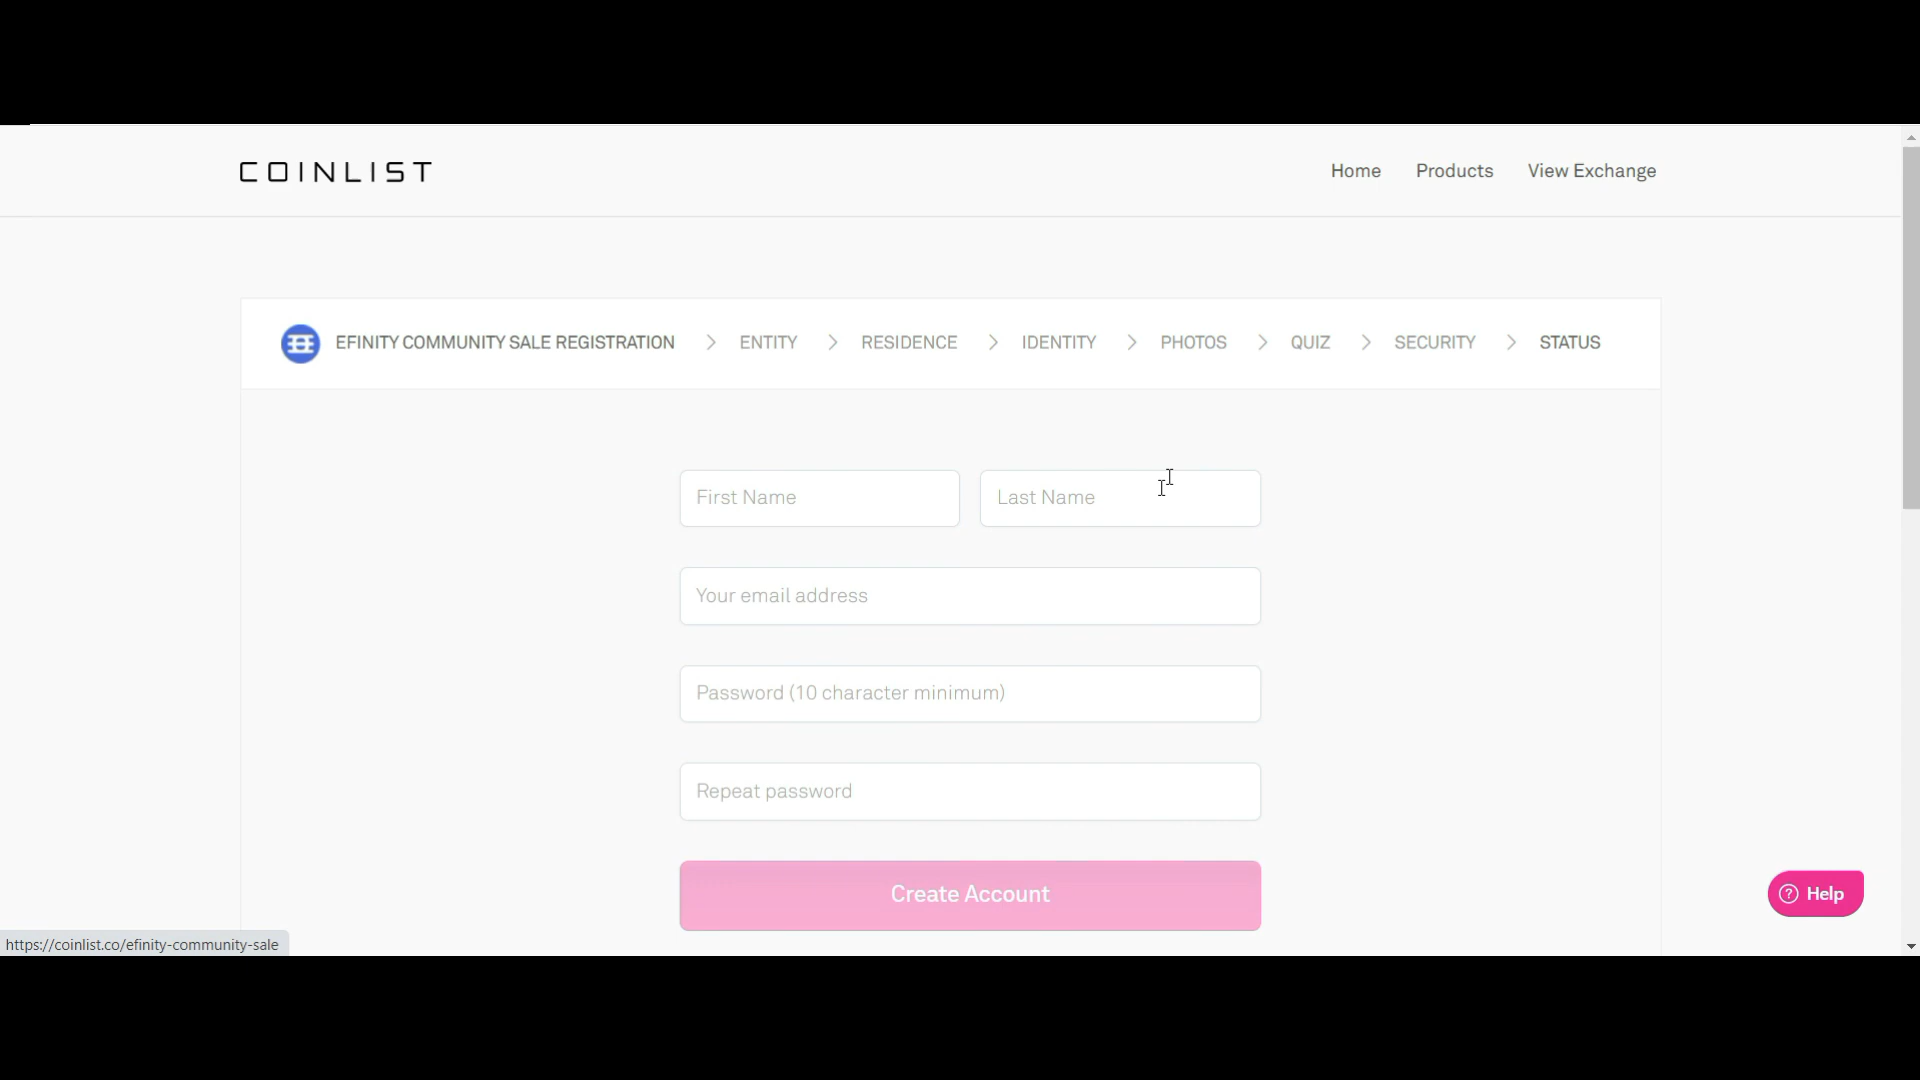 COINLIST
Home Products View Exchange
EFINITY COMMUNITY SALE REGISTRATION > ENTITY > RESIDENCE > IDENTITY > PHOTOS > QUIZ > SECURITY > STATUS
First Name Last Name
Your email address
Password (10 character minimum)
Repeat password
Create Account
? Help
https://coinlist.co/efinity-community-sale